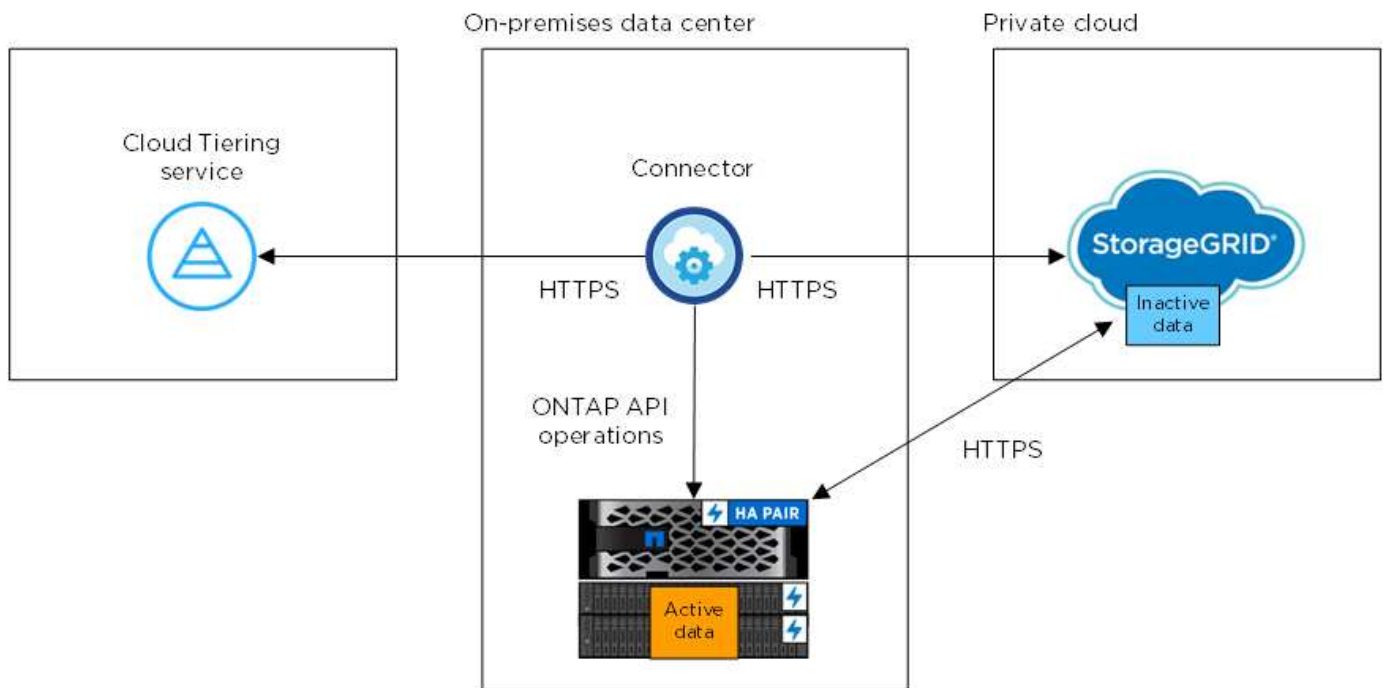 On-premises data center
Private cloud
Cloud Tiering
service
Connector
StorageGRID®
HTTPS
HTTPS
Inactive
data
ONTAP API
operations
HTTPS
HA PAIR
Active
data